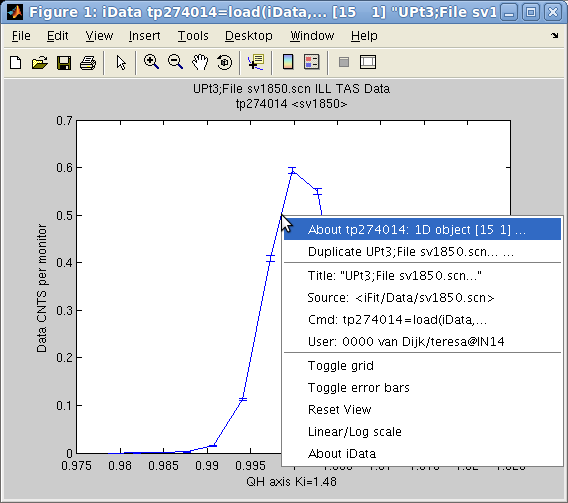 Figure 1: iData tp274014=load(iData,... [15 1] "UPt3;File sv1
File Edit View Insert Tools Desktop Window Help
UPt3;File sv1850.scn ILL TAS Data
tp274014 <sv1850>
0.7
0.6
0.5
0.4
0.3
0.2
0.1
0
Data CNTS per monitor
0.975 0.98 0.985 0.99 0.995
QH axis Ki=1.48
About tp274014: 1D object [15 1] ...
Duplicate UPt3;File sv1850.scn... ...
Title: "UPt3;File sv1850.scn..."
Source: <iFit/Data/sv1850.scn>
Cmd: tp274014=load(iData,...
User: 0000 van Dijk/teresa@IN14
Toggle grid
Toggle error bars
Reset View
Linear/Log scale
About iData